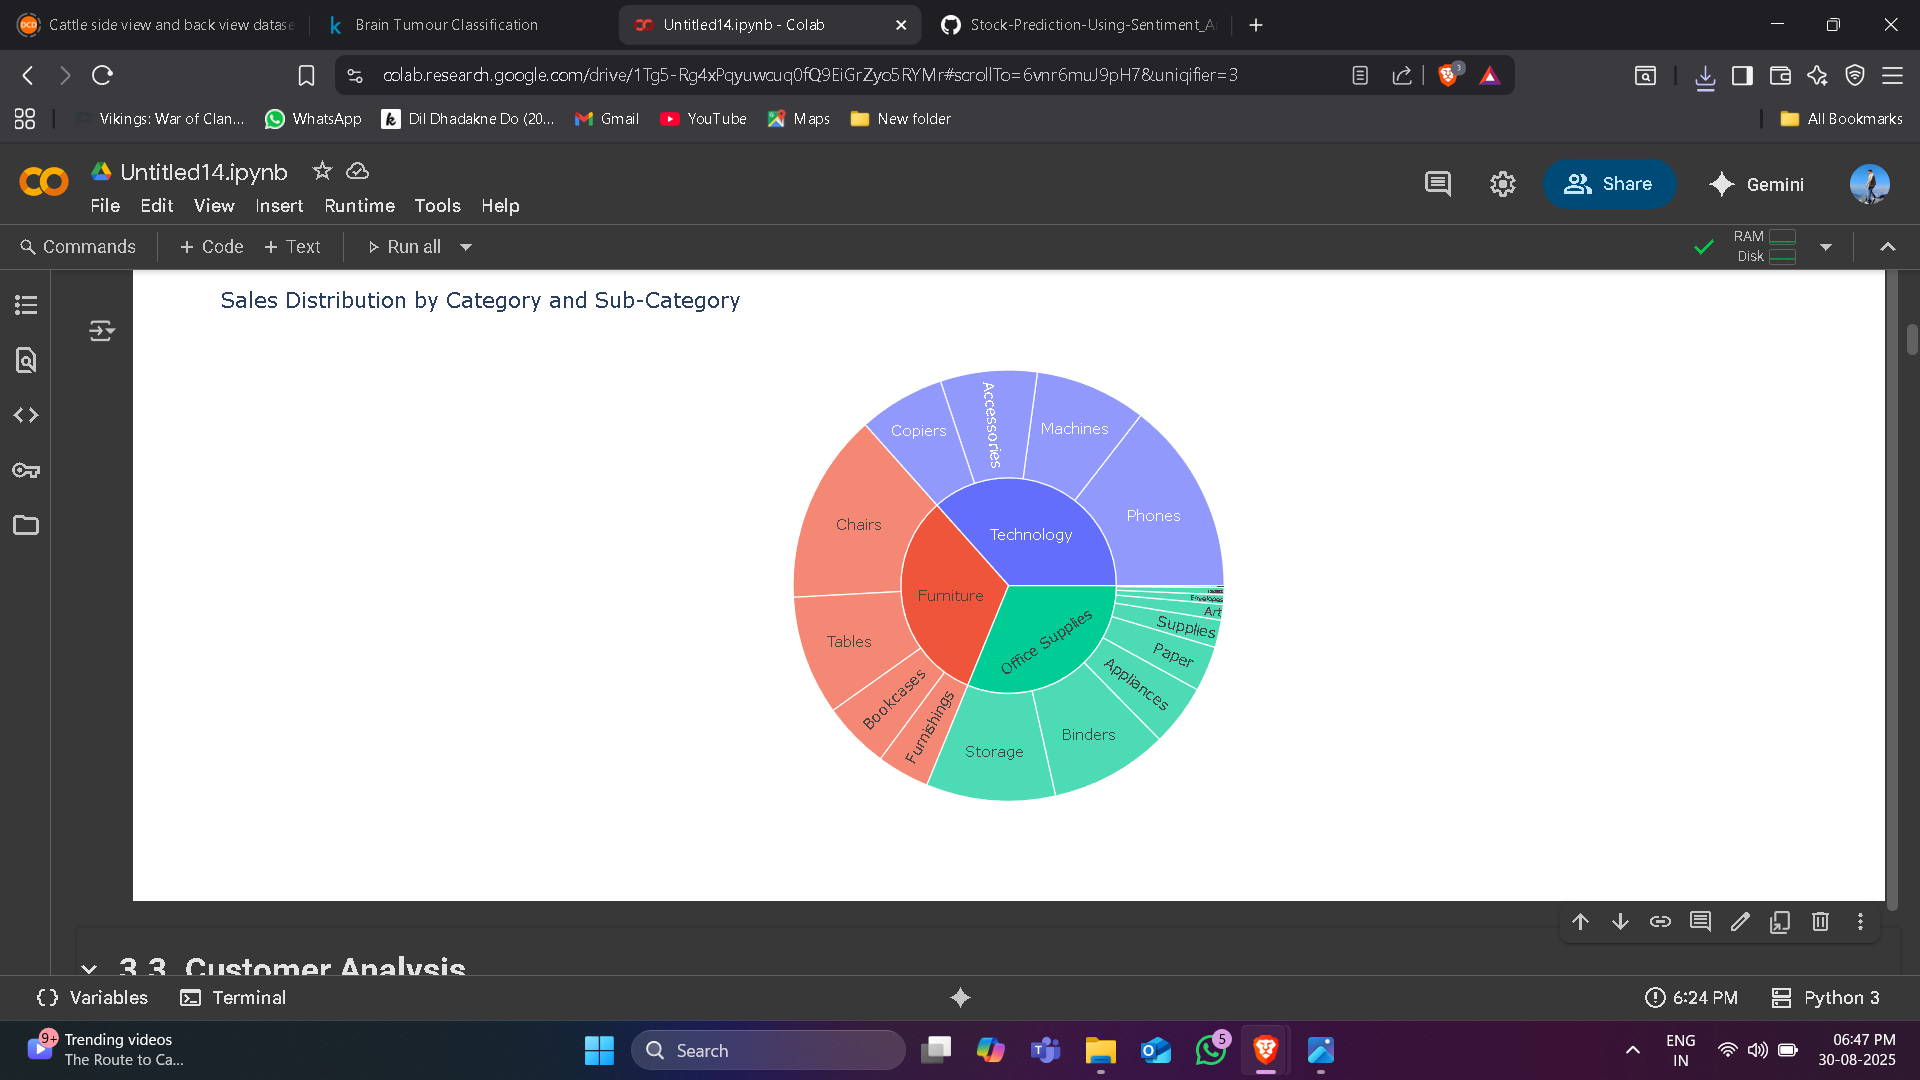 Cattle side view and back view datase
Brain Tumour Classification
Untitled14.ipynb - Colab
Stock-Prediction-Using-Sentiment_A
colab.research.google.com/drive/1Tg5-Rg4xPqyuwcuq0fQ9EiGrZyo5RYMr#scrollTo=6vnr6muJ9pH7&uniqifier=3
3
Vikings: War of Clan...
WhatsApp
Dil Dhadakne Do (20...
Gmail
YouTube
Maps
New folder
All Bookmarks
Untitled14.ipynb
File Edit View Insert Runtime Tools Help
Share
Gemini
Commands
+ Code + Text
Run all
RAM
Disk
Sales Distribution by Category and Sub-Category
Copiers
Accessories
Machines
Phones
Chairs
Technology
Furniture
Office Supplies
Envelopes
Art
Supplies
Paper
Appliances
Tables
Bookcases
Furnishings
Storage
Binders
3.3. Customer Analysis
Variables
Terminal
6:24 PM
Python 3
9+
Trending videos
The Route to Ca...
Search
5
ENG
IN
06:47 PM
30-08-2025